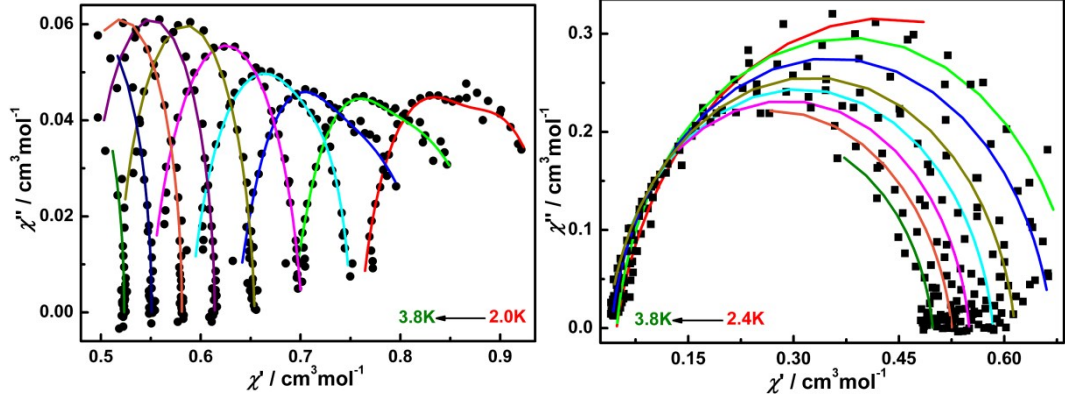 0.06
0.04
0.02
0.00
χ'' / cm³mol⁻¹
3.8K ← 2.0K
0.5 0.6 0.7 0.8 0.9
χ' / cm³mol⁻¹
0.3
0.2
0.1
0.0
χ'' / cm³mol⁻¹
3.8K ← 2.4K
0.15 0.30 0.45 0.60
χ' / cm³mol⁻¹